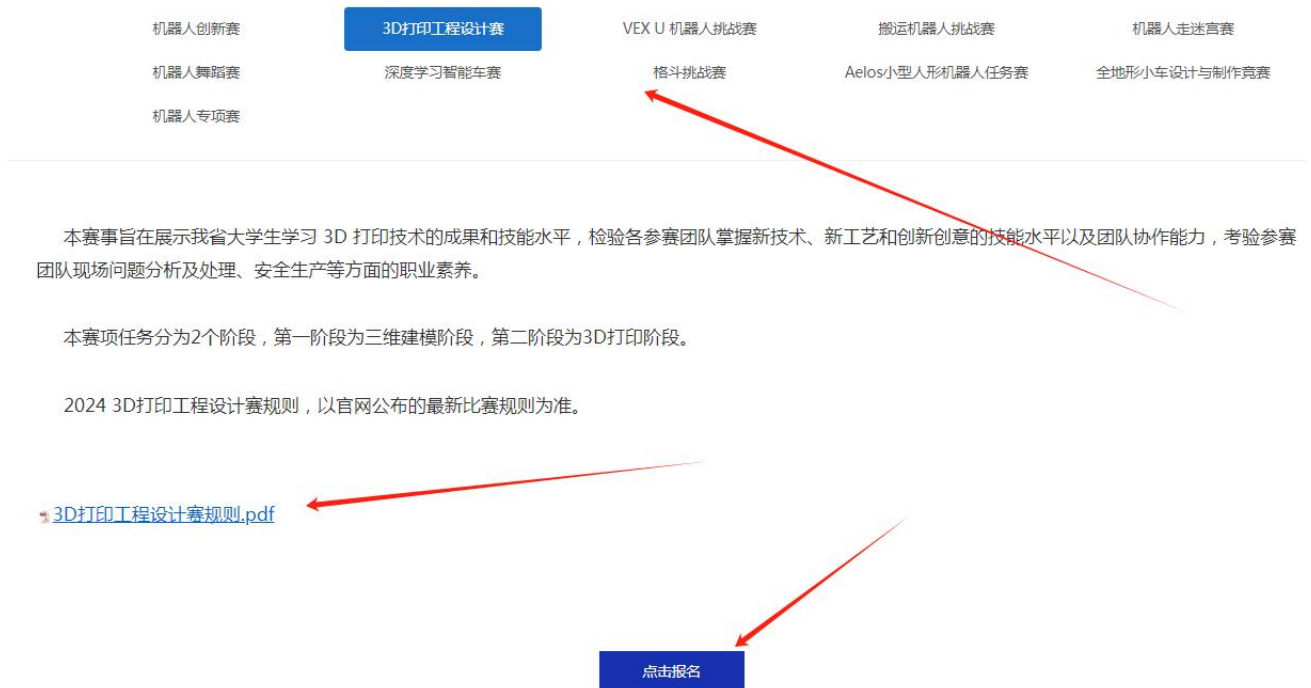 机器人创新赛 3D打印工程设计赛 VEX U 机器人挑战赛 搬运机器人挑战赛 机器人走迷宫赛
机器人舞蹈赛 深度学习智能车赛 格斗挑战赛 Aelos小型人形机器人任务赛 全地形小车设计与制作竞赛
机器人专项赛
本赛事旨在展示我省大学生学习 3D 打印技术的成果和技能水平，检验各参赛团队掌握新技术、新工艺和创新创意的技能水平以及团队协作能力，考验参赛
团队现场问题分析及处理、安全生产等方面的职业素养。
本赛项任务分为2个阶段，第一阶段为三维建模阶段，第二阶段为3D打印阶段。
2024 3D打印工程设计赛规则，以官网公布的最新比赛规则为准。
3D打印工程设计赛规则.pdf
点击报名